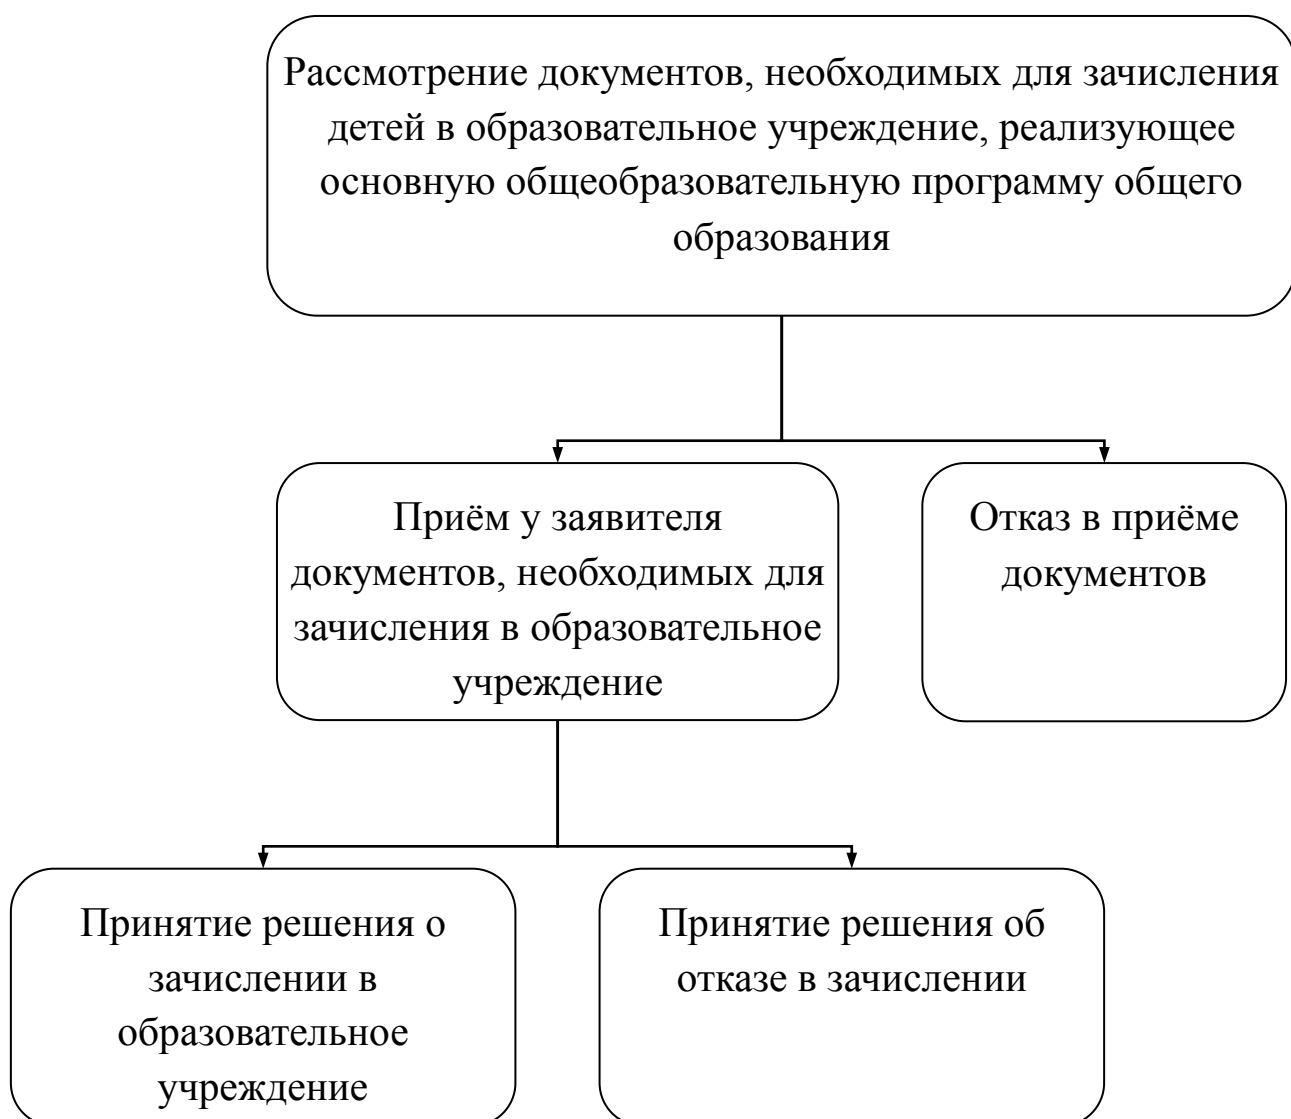 Рассмотрение документов, необходимых для зачисления
детей в образовательное учреждение, реализующее
основную общеобразовательную программу общего
образования
Приём у заявителя
документов, необходимых для
зачисления в образовательное
учреждение
Отказ в приёме
документов
Принятие решения о
зачислении в
образовательное
учреждение
Принятие решения об
отказе в зачислении